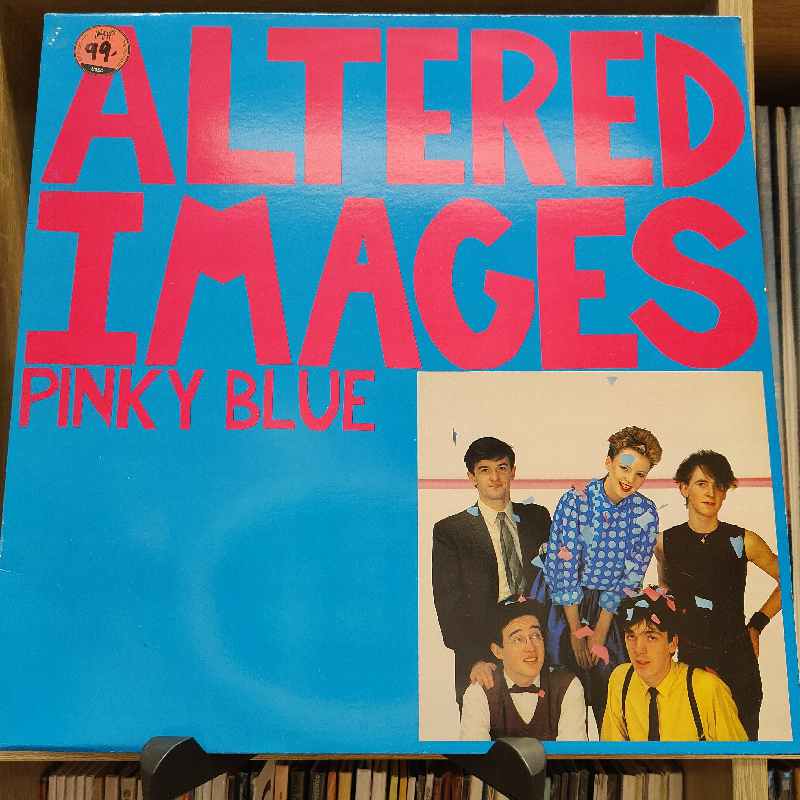 99,-
ALTERED
IMAGES
PINKY BLUE